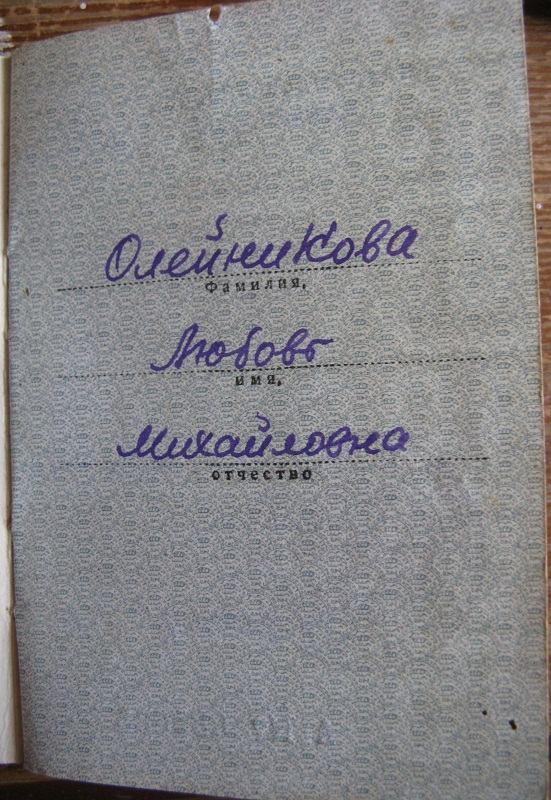 Олейникова
Фамилия,
Любовь
имя,
Михайловна
отчество